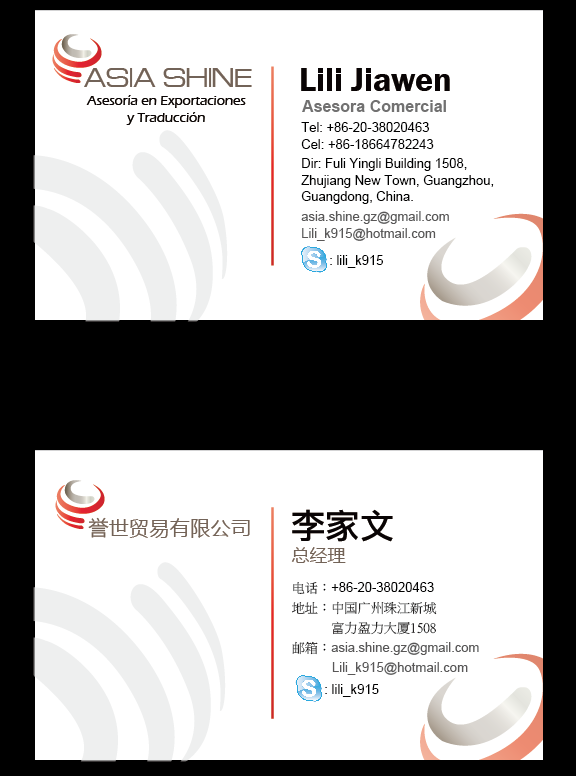 ASIA SHINE
Asesoría en Exportaciones
y Traducción
Lili Jiawen
Asesora Comercial
Tel: +86-20-38020463
Cel: +86-18664782243
Dir: Fuli Yingli Building 1508,
Zhujiang New Town, Guangzhou,
Guangdong, China.
asia.shine.gz@gmail.com
Lili_k915@hotmail.com
S: lili_k915
誉世贸易有限公司
李家文
总经理
电话：+86-20-38020463
地址：中国广州珠江新城
富力盈力大厦1508
邮箱：asia.shine.gz@gmail.com
Lili_k915@hotmail.com
S: lili_k915